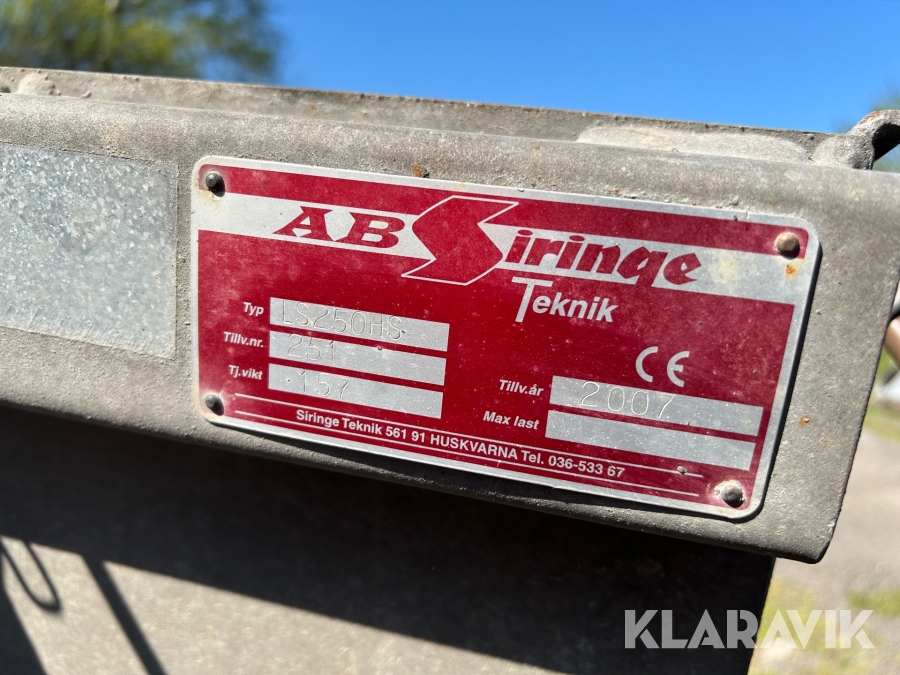 AB Siringe
Teknik
Typ LS250HS
Tillv.nr. 251
Tj.vikt 157
CE
Tillv.år 2007
Max last
Siringe Teknik 561 91 HUSKVARNA Tel. 036-533 67
KLARAVIK